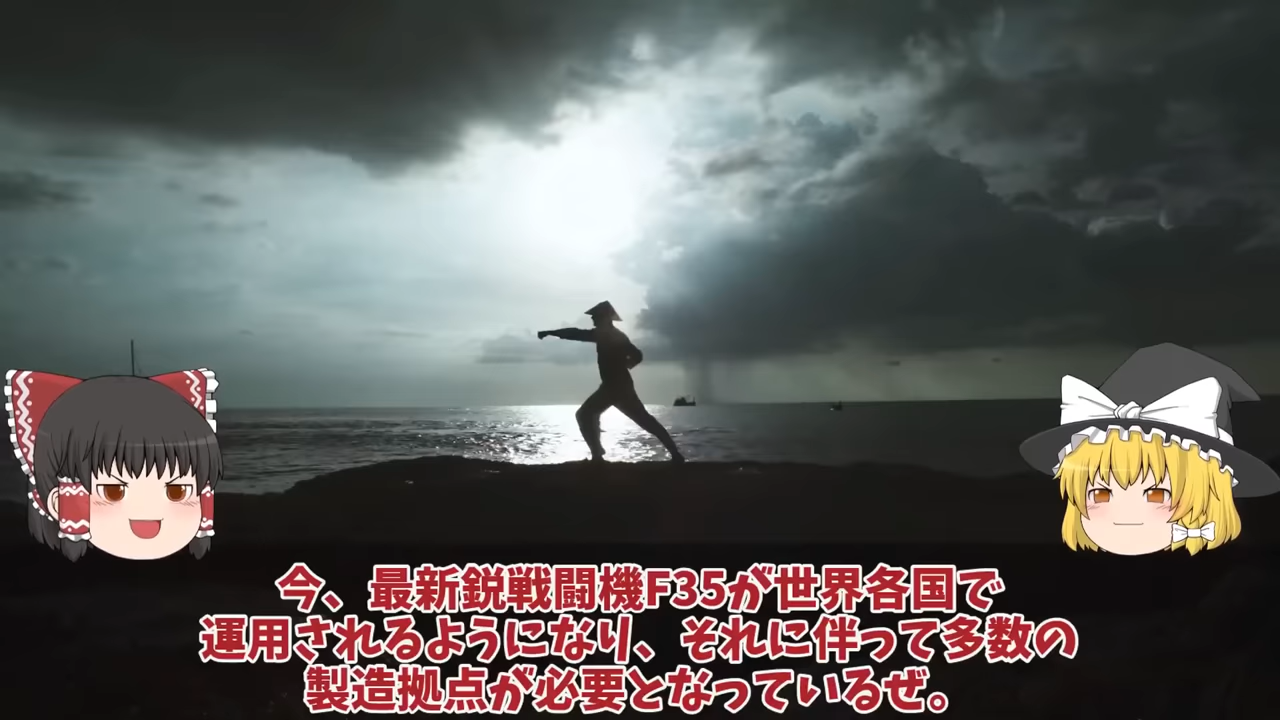 今、最新鋭戦闘機F35が世界各国で
運用されるようになり、それに伴って多数の
製造拠点が必要となっているぜ。